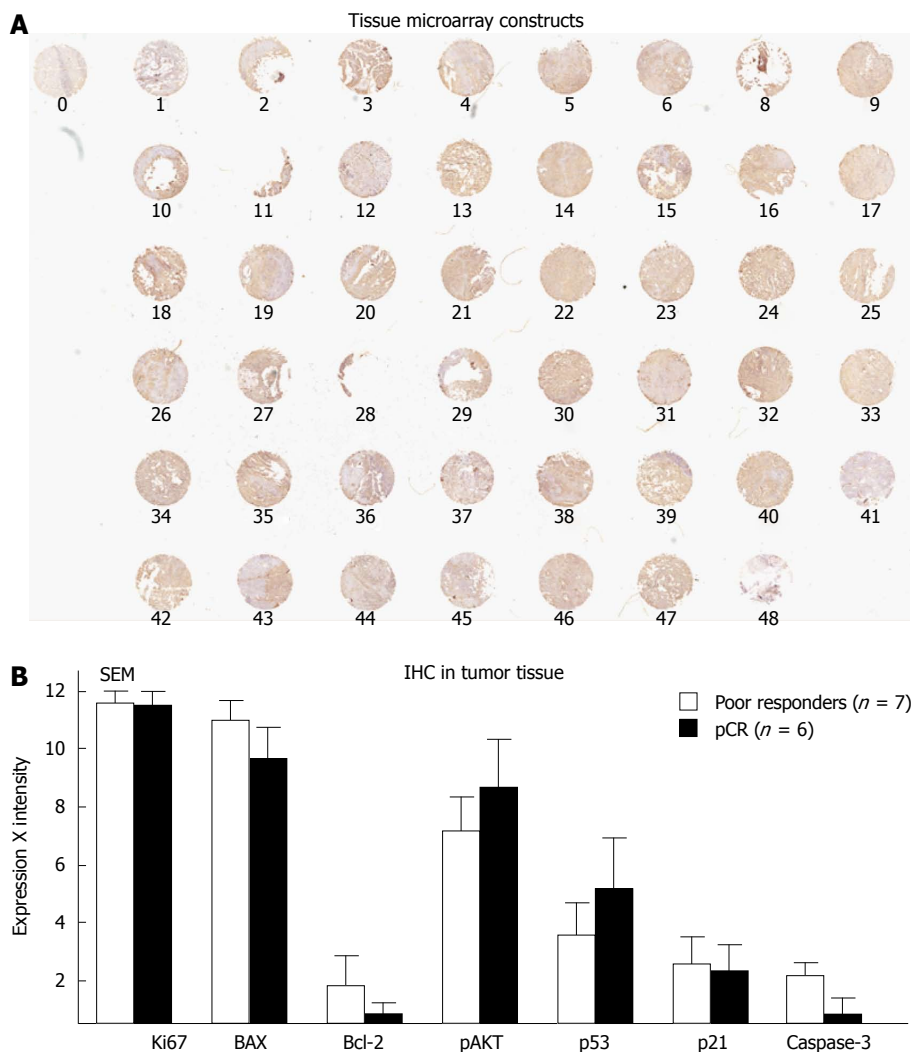 A
Tissue microarray constructs
0 1 2 3 4 5 6 8 9
10 11 12 13 14 15 16 17
18 19 20 21 22 23 24 25
26 27 28 29 30 31 32 33
34 35 36 37 38 39 40 41
42 43 44 45 46 47 48
B
SEM
IHC in tumor tissue
Poor responders (n = 7)
pCR (n = 6)
Expression X intensity
12
10
8
6
4
2
Ki67 BAX Bcl-2 pAKT p53 p21 Caspase-3